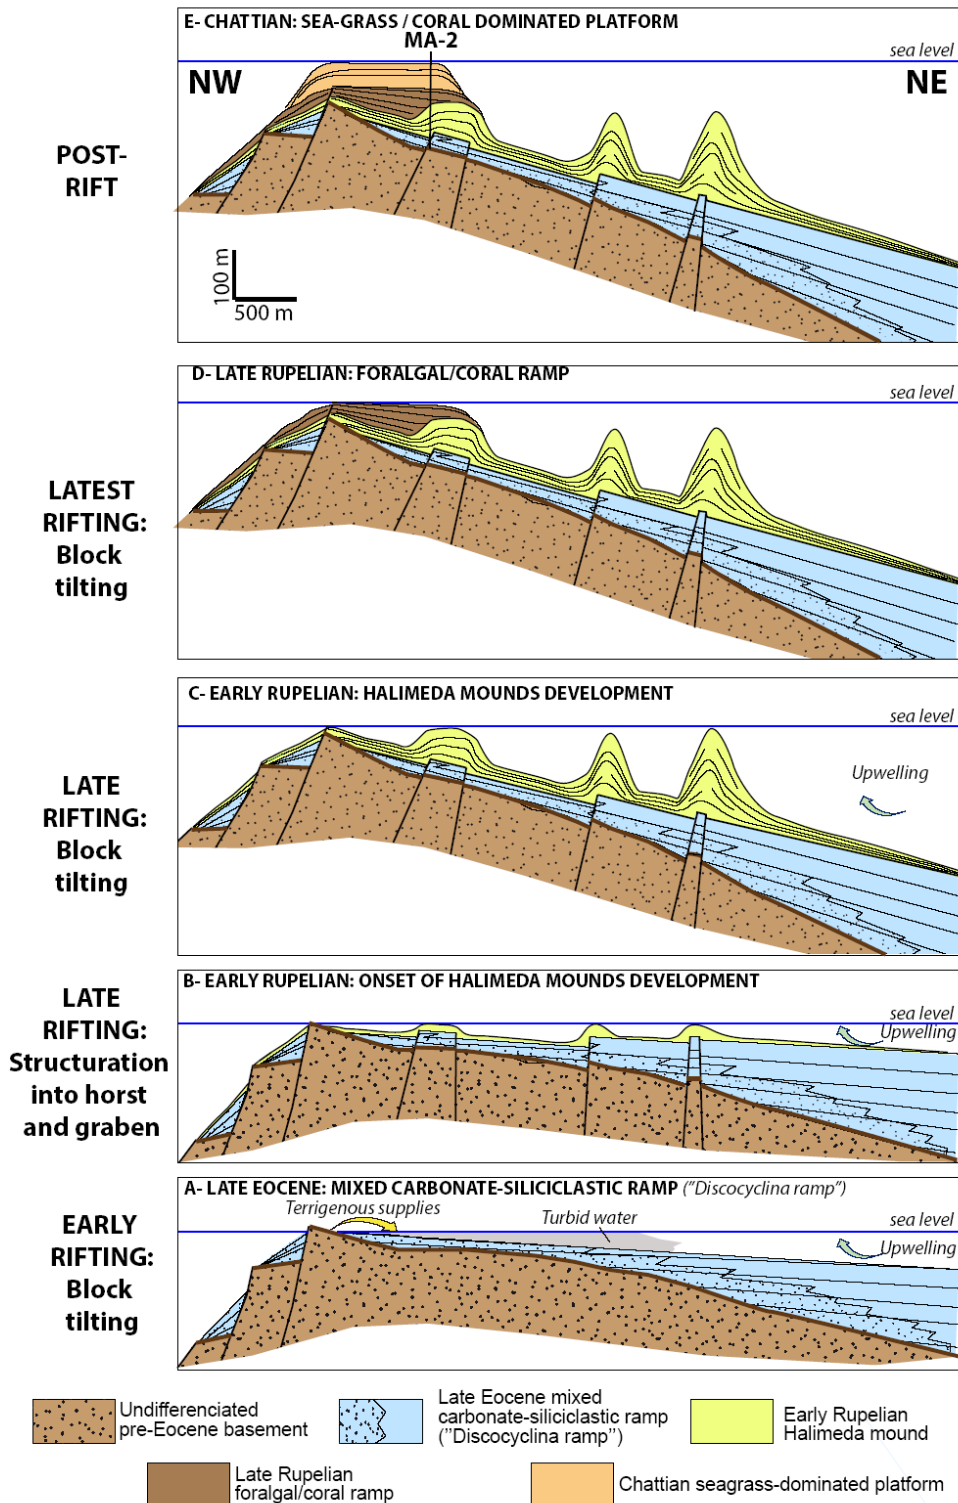 E- CHATTIAN: SEA-GRASS / CORAL DOMINATED PLATFORM
MA-2
sea level
NW
NE
POST-
RIFT
100 m
500 m
D- LATE RUPELIAN: FORALGAL/CORAL RAMP
sea level
LATEST
RIFTING:
Block
tilting
C- EARLY RUPELIAN: HALIMEDA MOUNDS DEVELOPMENT
sea level
Upwelling
LATE
RIFTING:
Block
tilting
B- EARLY RUPELIAN: ONSET OF HALIMEDA MOUNDS DEVELOPMENT
sea level
Upwelling
LATE
RIFTING:
Structuration
into horst
and graben
A- LATE EOCENE: MIXED CARBONATE-SILICICLASTIC RAMP ("Discocyclina ramp")
Terrigenous supplies
Turbid water
sea level
Upwelling
EARLY
RIFTING:
Block
tilting
Undifferenciated
pre-Eocene basement
Late Eocene mixed
carbonate-siliciclastic ramp
("Discocyclina ramp")
Early Rupelian
Halimeda mound
Late Rupelian
foralgal/coral ramp
Chattian seagrass-dominated platform